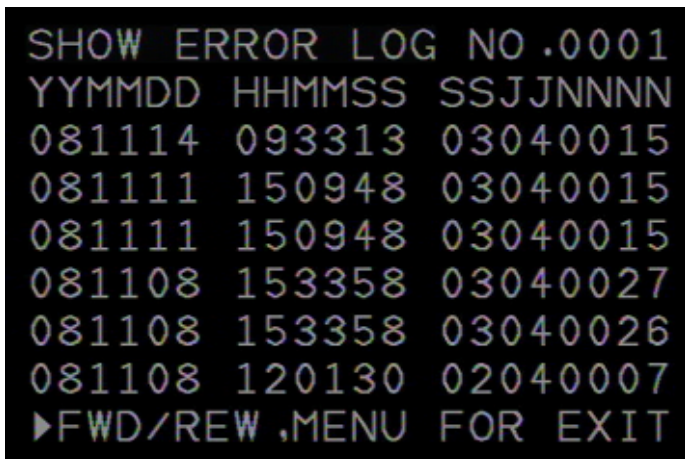 SHOW ERROR LOG NO.0001
YYMMDD HHMMSS SSJJNNNN
081114 093313 03040015
081111 150948 03040015
081111 150948 03040015
081108 153358 03040027
081108 153358 03040026
081108 120130 02040007
▶FWD/REW,MENU FOR EXIT